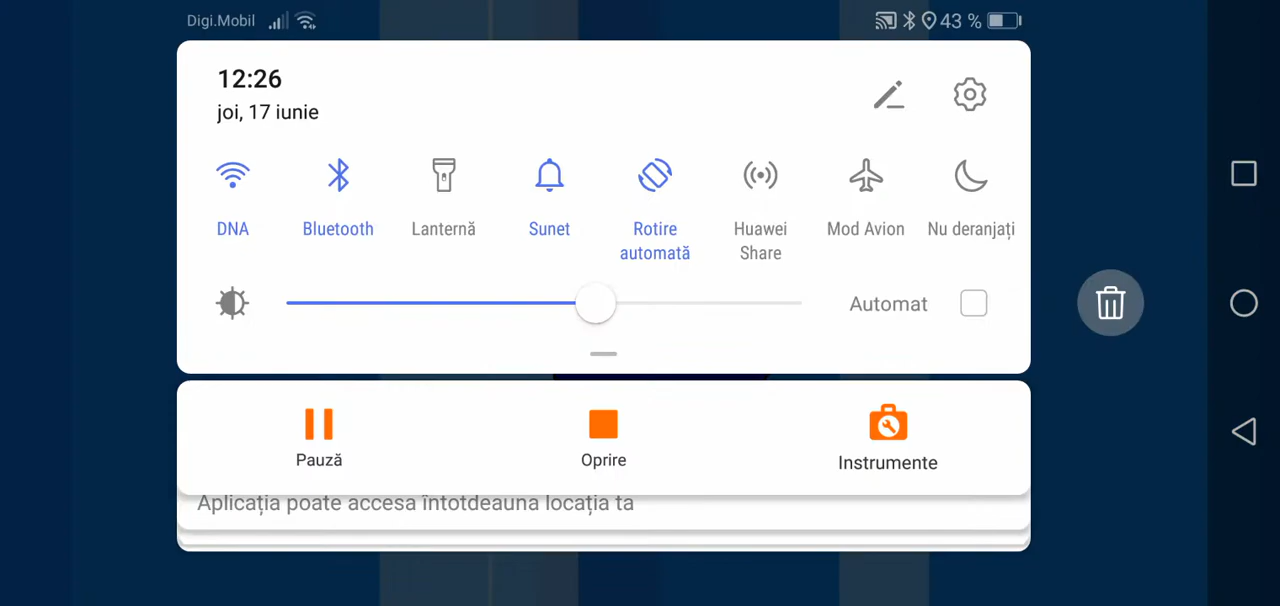 Digi.Mobil
43 %
12:26
joi, 17 iunie
DNA
Bluetooth
Lanternă
Sunet
Rotire
automată
Huawei
Share
Mod Avion
Nu deranjați
Automat
Pauză
Oprire
Instrumente
Aplicația poate accesa întotdeauna locația ta